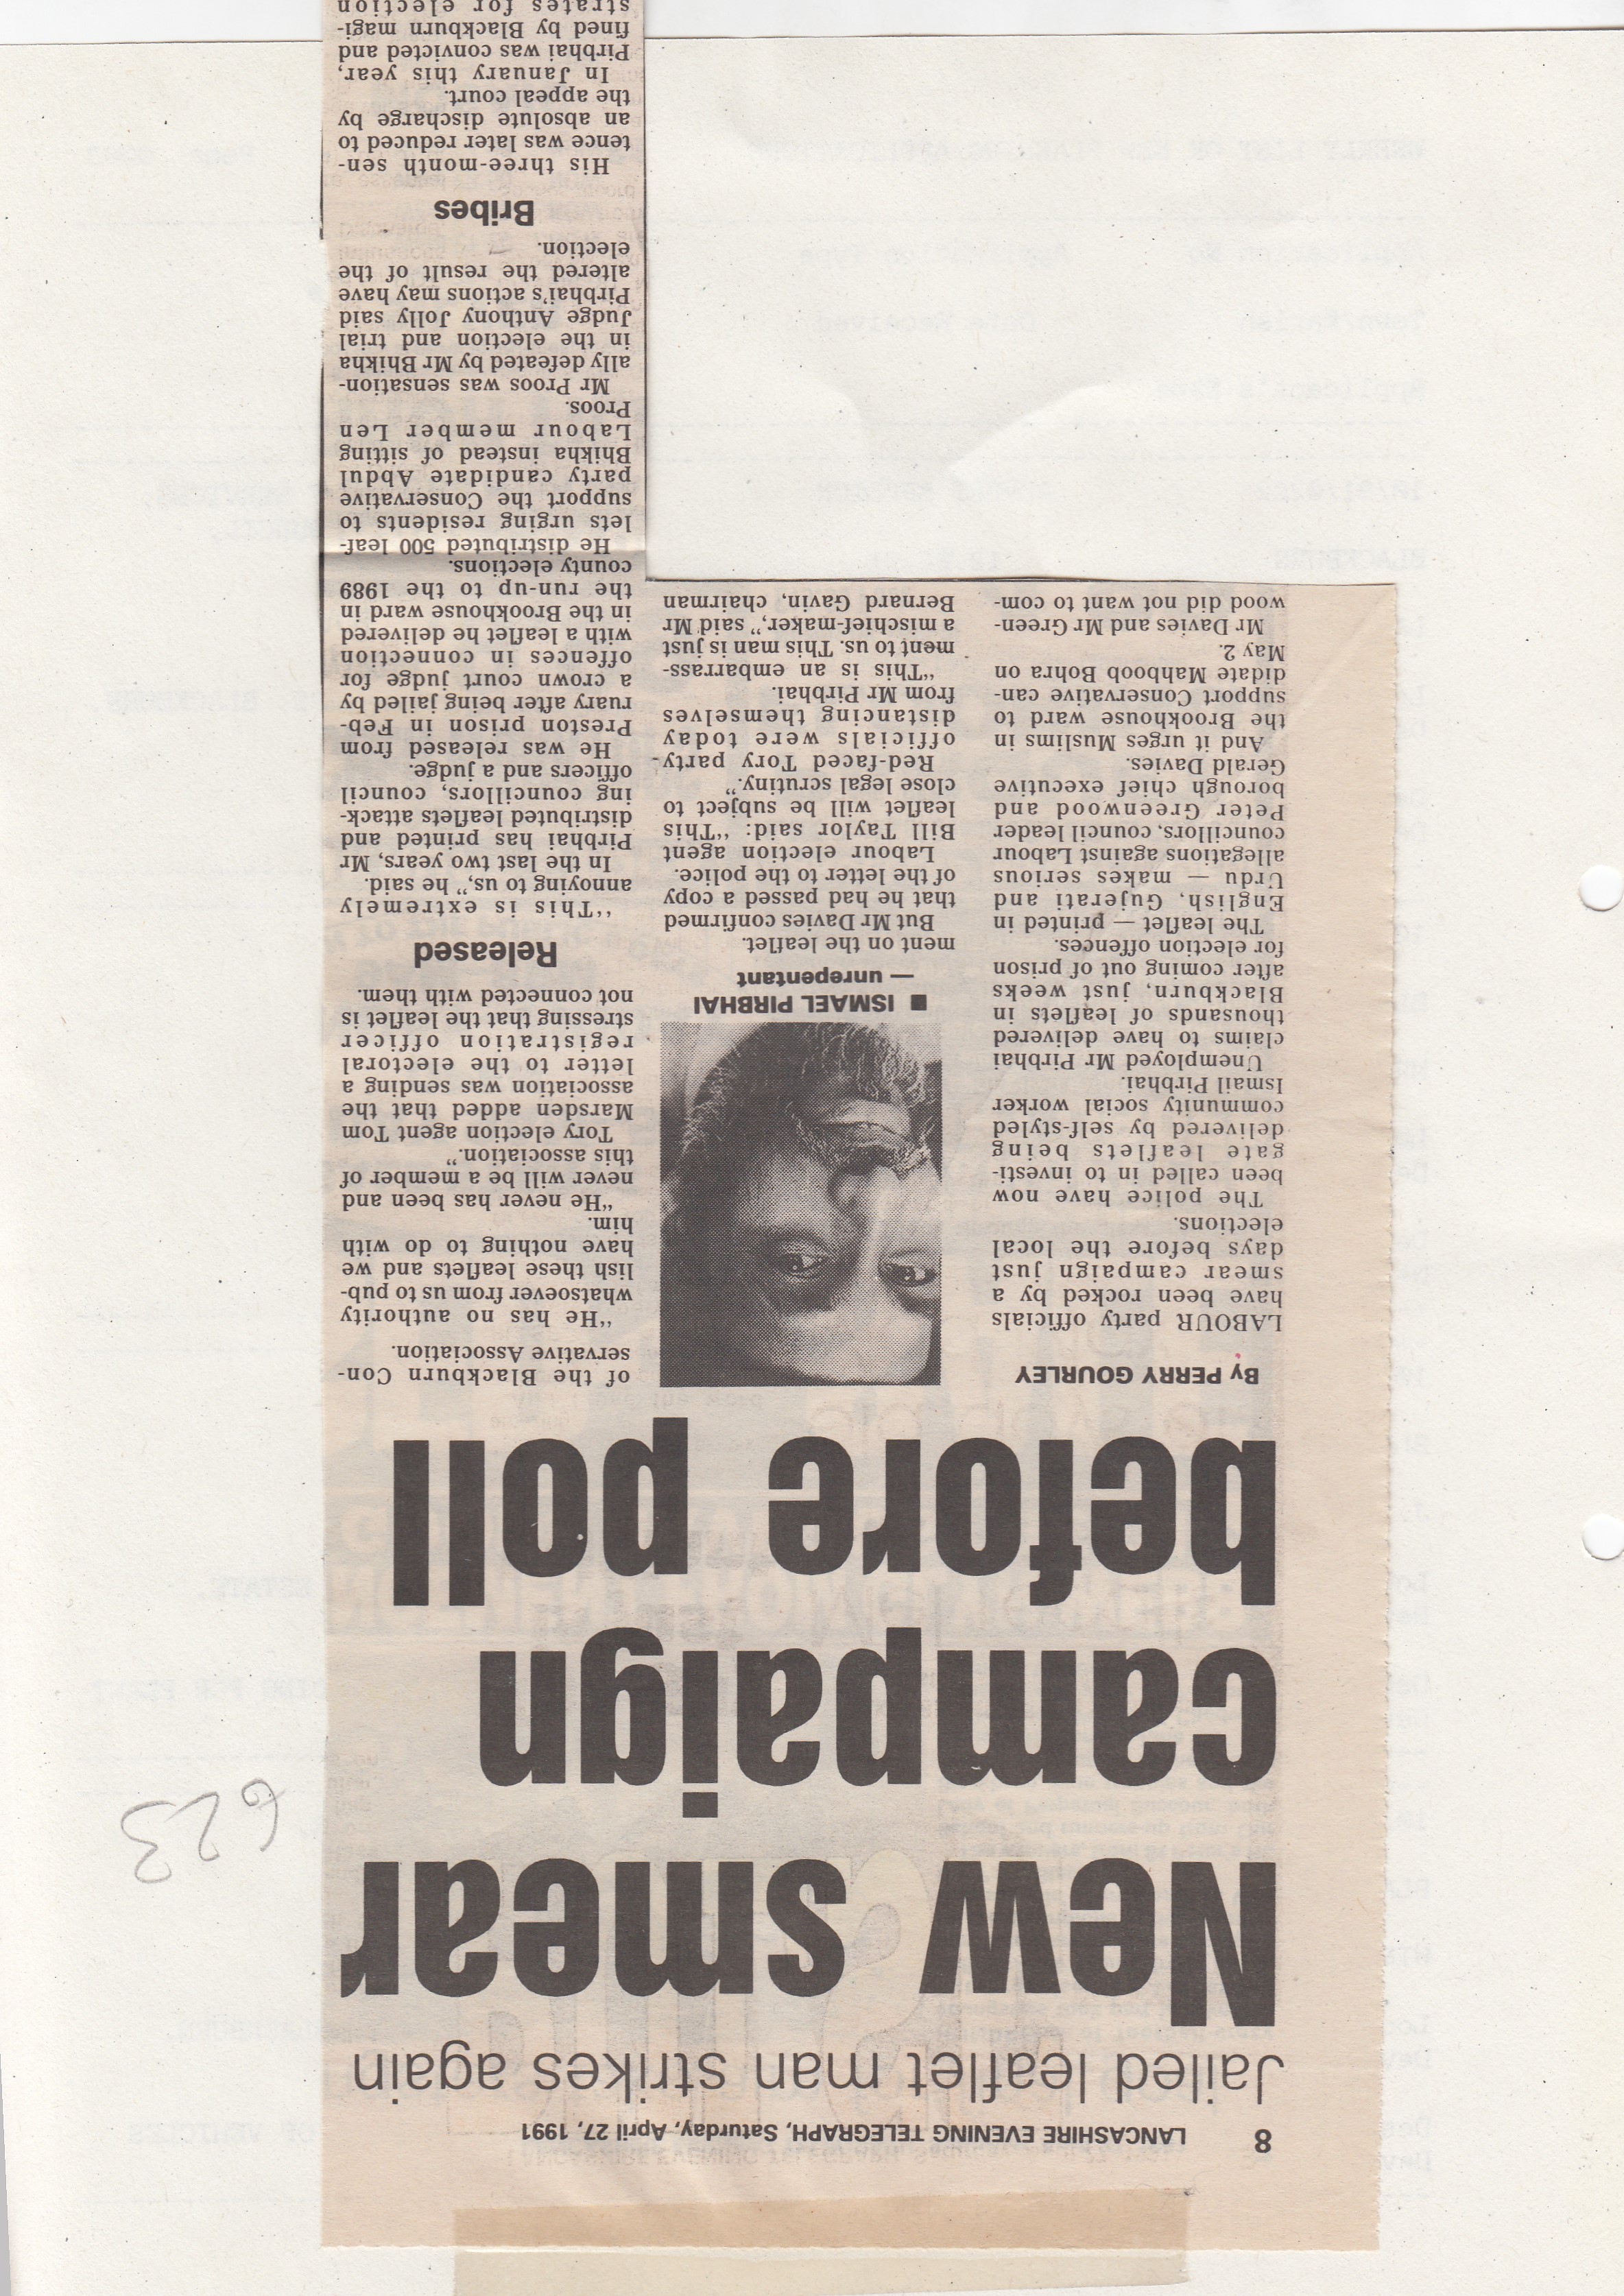 8 LANCASHIRE EVENING TELEGRAPH, Saturday, April 27, 1991
Jailed leaflet man strikes again
New smear
campaign
before poll
By PERRY GOURLEY
LABOUR party officials
have been rocked by a
smear campaign just
days before the local
elections.
The police have now
been called in to investi-
gate leaflets being
delivered by self-styled
community social worker
Ismail Pirbhai.
Unemployed Mr Pirbhai
claims to have delivered
thousands of leaflets in
Blackburn, just weeks
after coming out of prison
for election offences.
The leaflet — printed in
English, Gujerati and
Urdu — makes serious
allegations against Labour
councillors, council leader
Peter Greenwood and
borough chief executive
Gerald Davies.
And it urges Muslims in
the Brookhouse ward to
support Conservative can-
didate Mahboob Bohra on
May 2.
Mr Davies and Mr Green-
wood did not want to com-
■ ISMAEL PIRBHAI
— unrepentant
ment on the leaflet.
But Mr Davies confirmed
that he had passed a copy
of the letter to the police.
Labour election agent
Bill Taylor said: “This
leaflet will be subject to
close legal scrutiny.”
Red-faced Tory party
officials were today
distancing themselves
from Mr Pirbhai.
“This is an embarrass-
ment to us. This man is just
a mischief-maker,” said Mr
Bernard Gavin, chairman
of the Blackburn Con-
servative Association.
“He has no authority
whatsoever from us to pub-
lish these leaflets and we
have nothing to do with
him.
“He never has been and
never will be a member of
this association.”
Tory election agent Tom
Marsden added that the
association was sending a
letter to the electoral
registration officer
stressing that the leaflet is
not connected with them.
Released
“This is extremely
annoying to us,” he said.
In the last two years, Mr
Pirbhai has printed and
distributed leaflets attack-
ing councillors, council
officers and a judge.
He was released from
Preston prison in Feb-
ruary after being jailed by
a crown court judge for
offences in connection
with a leaflet he delivered
in the Brookhouse ward in
the run-up to the 1989
county elections.
He distributed 500 leaf-
lets urging residents to
support the Conservative
party candidate Abdul
Bhikha instead of sitting
Labour member Len
Proos.
Mr Proos was sensation-
ally defeated by Mr Bhikha
in the election and trial
Judge Anthony Jolly said
Pirbhai's actions may have
altered the result of the
election.
Bribes
His three-month sen-
tence was later reduced to
an absolute discharge by
the appeal court.
In January this year,
Pirbhai was convicted and
fined by Blackburn magi-
strates for election
623